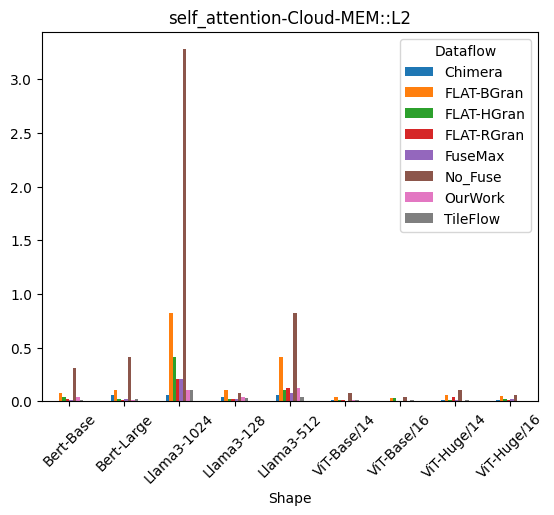 self_attention-Cloud-MEM::L2
Dataflow
Chimera
FLAT-BGran
FLAT-HGran
FLAT-RGran
FuseMax
No_Fuse
OurWork
TileFlow
3.0
2.5
2.0
1.5
1.0
0.5
0.0
Bert-Base
Bert-Large
Llama3-1024
Llama3-128
Llama3-512
ViT-Base/14
ViT-Base/16
ViT-Huge/14
ViT-Huge/16
Shape